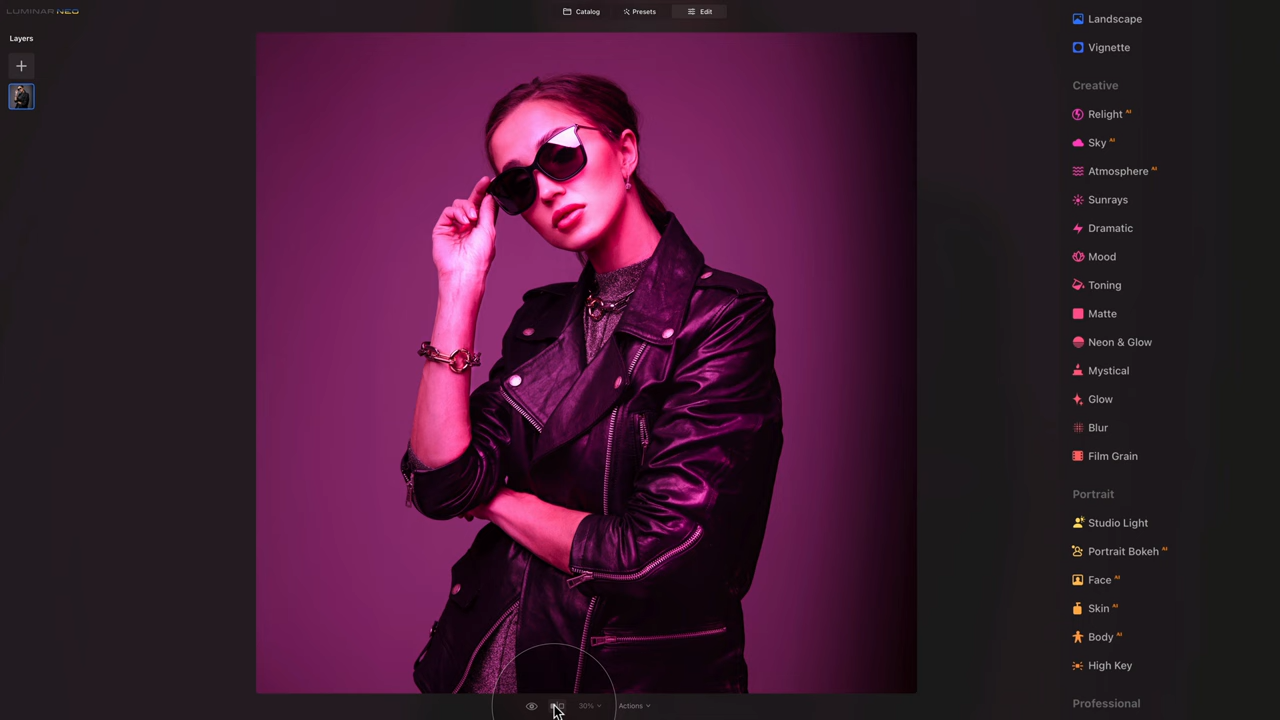 LUMINAR NEO
Catalog
Presets
Edit
Layers
Landscape
Vignette
Creative
Relight AI
Sky AI
Atmosphere AI
Sunrays
Dramatic
Mood
Toning
Matte
Neon & Glow
Mystical
Glow
Blur
Film Grain
Portrait
Studio Light
Portrait Bokeh AI
Face AI
Skin AI
Body AI
High Key
Professional
30%
Actions